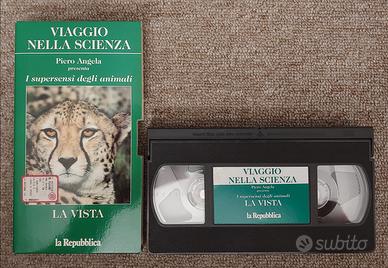 VIAGGIO
NELLA SCIENZA
Piero Angela
presenta
I supersensi degli animali
LA VISTA
la Repubblica
VIAGGIO
NELLA SCIENZA
Piero Angela
presenta
I supersensi degli animali
LA VISTA
la Repubblica
subito